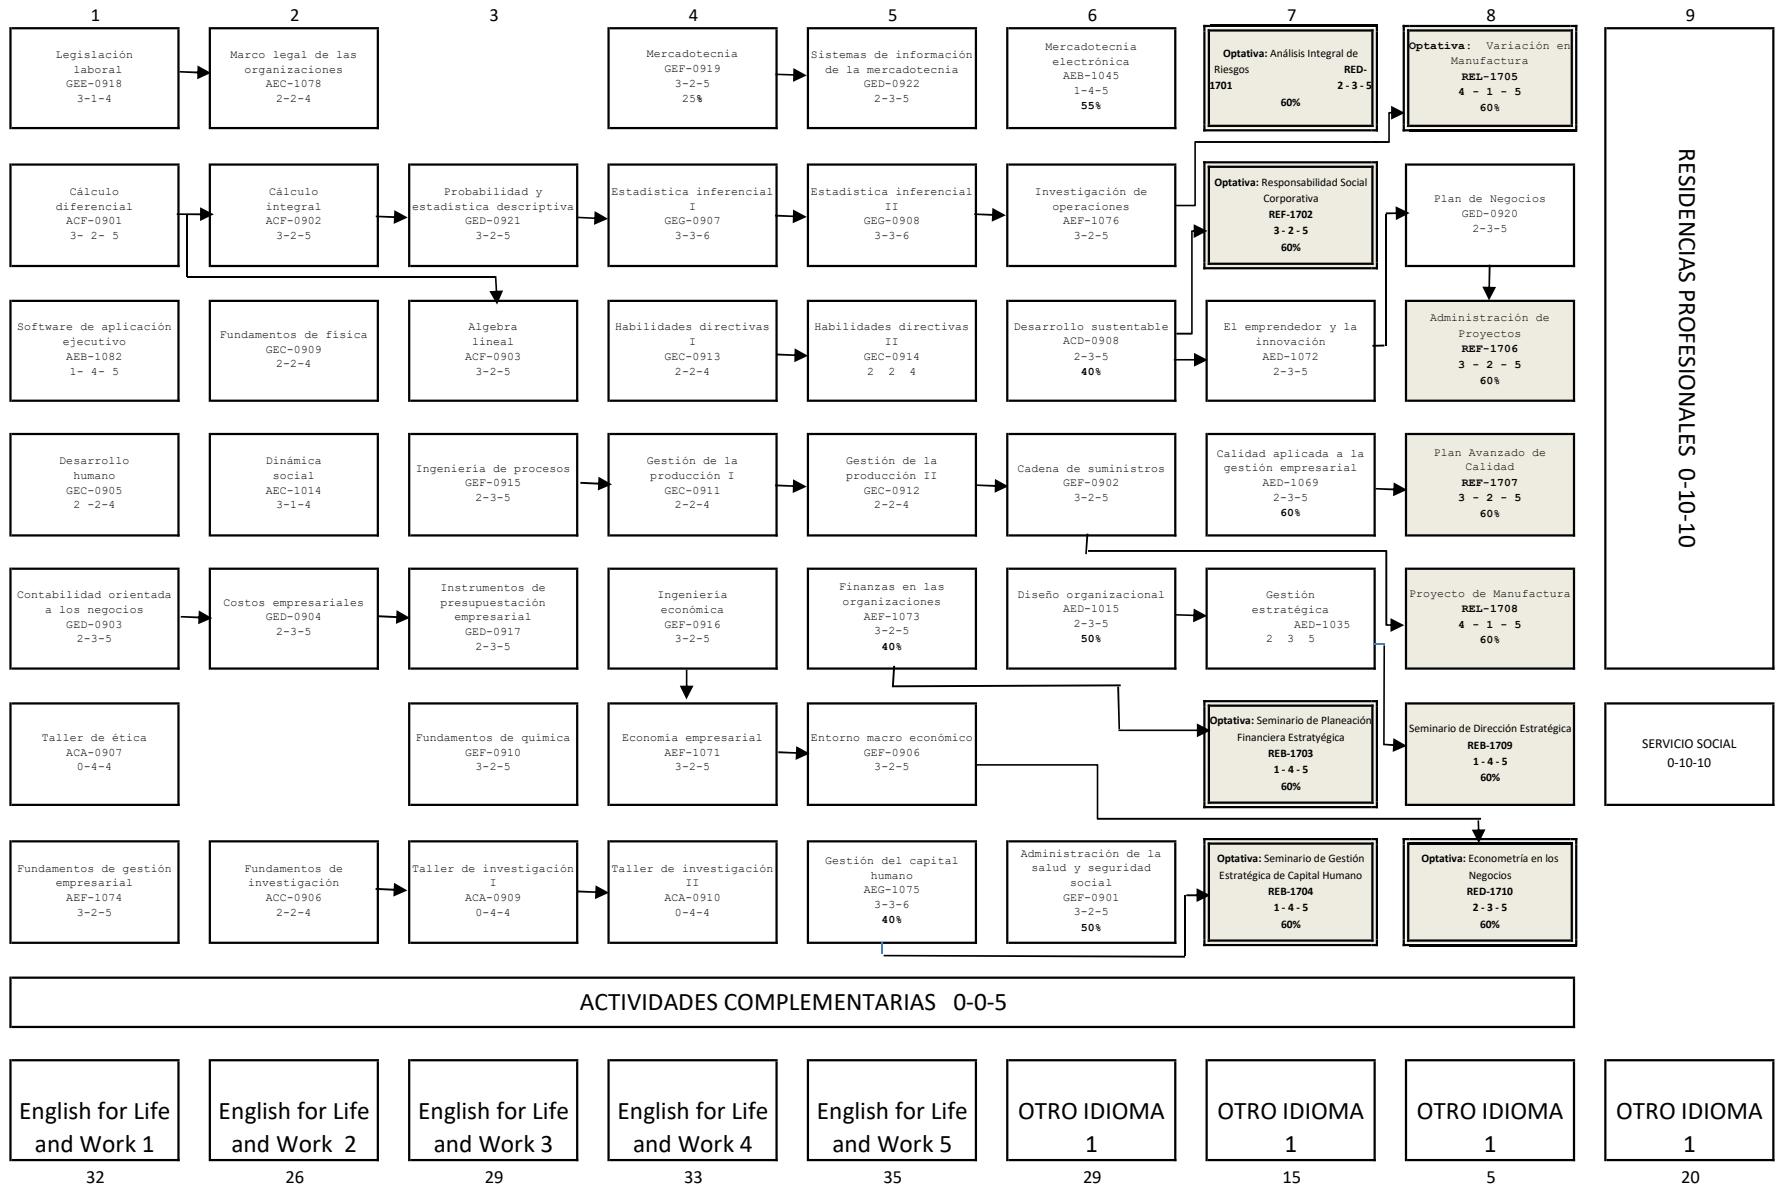 1 2 3 4 5 6 7 8 9
Legislación
laboral
GEE-0918
3-1-4
Marco legal de las
organizaciones
AEC-1078
2-2-4
Mercadotecnia
GEF-0919
3-2-5
25%
Sistemas de información
de la mercadotecnia
GED-0922
2-3-5
Mercadotecnia
electrónica
AEB-1045
1-4-5
55%
Optativa: Análisis Integral de
Riesgos RED-
1701 2 - 3 - 5
60%
Optativa: Variación en
Manufactura
REL-1705
4 - 1 - 5
60%
RESIDENCIAS PROFESIONALES 0-10-10
Cálculo
diferencial
ACF-0901
3- 2- 5
Cálculo
integral
ACF-0902
3-2-5
Probabilidad y
estadística descriptiva
GED-0921
3-2-5
Estadística inferencial
I
GEG-0907
3-3-6
Estadística inferencial
II
GEG-0908
3-3-6
Investigación de
operaciones
AEF-1076
3-2-5
Optativa: Responsabilidad Social
Corporativa
REF-1702
3 - 2 - 5
60%
Plan de Negocios
GED-0920
2-3-5
Software de aplicación
ejecutivo
AEB-1082
1- 4- 5
Fundamentos de física
GEC-0909
2-2-4
Algebra
lineal
ACF-0903
3-2-5
Habilidades directivas
I
GEC-0913
2-2-4
Habilidades directivas
II
GEC-0914
2 2 4
Desarrollo sustentable
ACD-0908
2-3-5
40%
El emprendedor y la
innovación
AED-1072
2-3-5
Administración de
Proyectos
REF-1706
3 - 2 - 5
60%
Desarrollo
humano
GEC-0905
2 -2-4
Dinámica
social
AEC-1014
3-1-4
Ingeniería de procesos
GEF-0915
2-3-5
Gestión de la
producción I
GEC-0911
2-2-4
Gestión de la
producción II
GEC-0912
2-2-4
Cadena de suministros
GEF-0902
3-2-5
Calidad aplicada a la
gestión empresarial
AED-1069
2-3-5
60%
Plan Avanzado de
Calidad
REF-1707
3 - 2 - 5
60%
Contabilidad orientada
a los negocios
GED-0903
2-3-5
Costos empresariales
GED-0904
2-3-5
Instrumentos de
presupuestación
empresarial
GED-0917
2-3-5
Ingeniería
económica
GEF-0916
3-2-5
Finanzas en las
organizaciones
AEF-1073
3-2-5
40%
Diseño organizacional
AED-1015
2-3-5
50%
Gestión
estratégica
AED-1035
2 3 5
Proyecto de Manufactura
REL-1708
4 - 1 - 5
60%
Taller de ética
ACA-0907
0-4-4
Fundamentos de química
GEF-0910
3-2-5
Economía empresarial
AEF-1071
3-2-5
Entorno macro económico
GEF-0906
3-2-5
Optativa: Seminario de Planeación
Financiera Estratyégica
REB-1703
1 - 4 - 5
60%
Seminario de Dirección Estratégica
REB-1709
1 - 4 - 5
60%
SERVICIO SOCIAL
0-10-10
Fundamentos de gestión
empresarial
AEF-1074
3-2-5
Fundamentos de
investigación
ACC-0906
2-2-4
Taller de investigación
I
ACA-0909
0-4-4
Taller de investigación
II
ACA-0910
0-4-4
Gestión del capital
humano
AEG-1075
3-3-6
40%
Administración de la
salud y seguridad
social
GEF-0901
3-2-5
50%
Optativa: Seminario de Gestión
Estratégica de Capital Humano
REB-1704
1 - 4 - 5
60%
Optativa: Econometría en los
Negocios
RED-1710
2 - 3 - 5
60%
ACTIVIDADES COMPLEMENTARIAS 0-0-5
English for Life
and Work 1
English for Life
and Work 2
English for Life
and Work 3
English for Life
and Work 4
English for Life
and Work 5
OTRO IDIOMA
1
OTRO IDIOMA
1
OTRO IDIOMA
1
OTRO IDIOMA
1
32 26 29 33 35 29 15 5 20